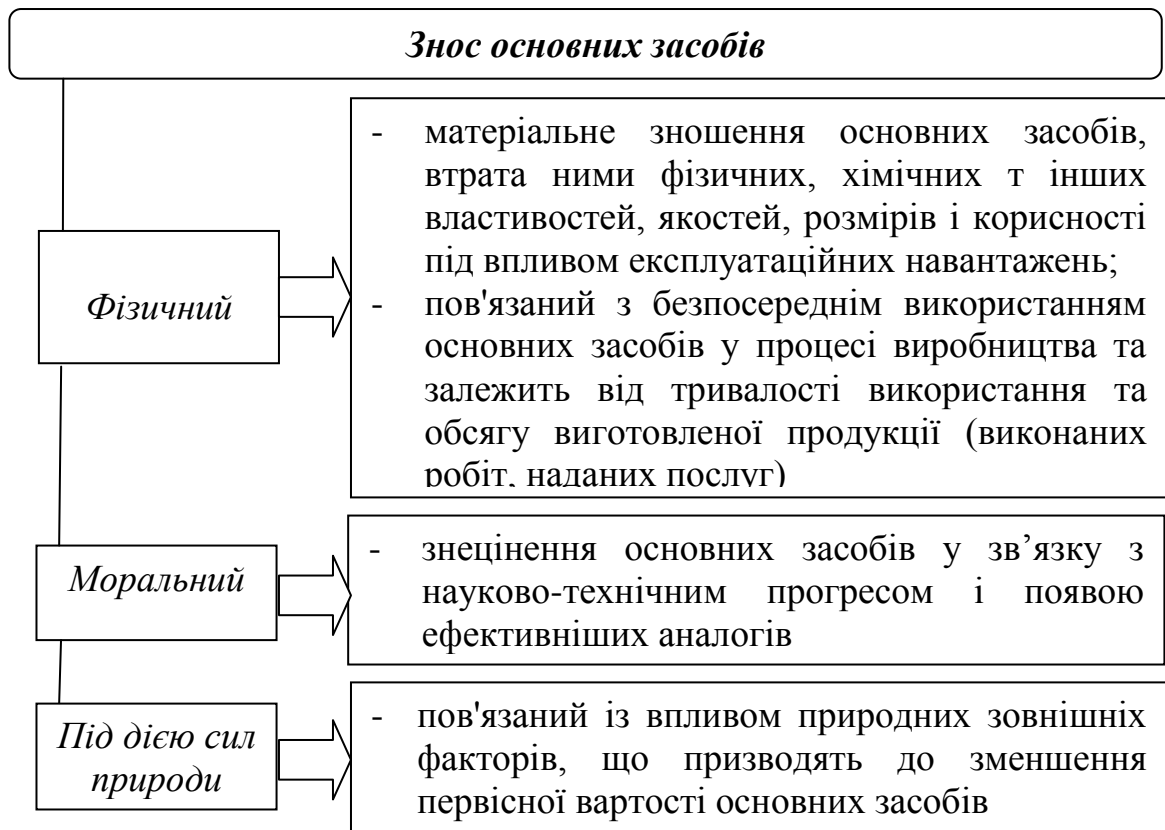 Знос основних засобів
Фізичний
- матеріальне зношення основних засобів,
втрата ними фізичних, хімічних т інших
властивостей, якостей, розмірів і корисності
під впливом експлуатаційних навантажень;
- пов'язаний з безпосереднім використанням
основних засобів у процесі виробництва та
залежить від тривалості використання та
обсягу виготовленої продукції (виконаних
робіт, наданих послуг)
Моральний
- знецінення основних засобів у зв’язку з
науково-технічним прогресом і появою
ефективніших аналогів
Під дією сил
природи
- пов'язаний із впливом природних зовнішніх
факторів, що призводять до зменшення
первісної вартості основних засобів